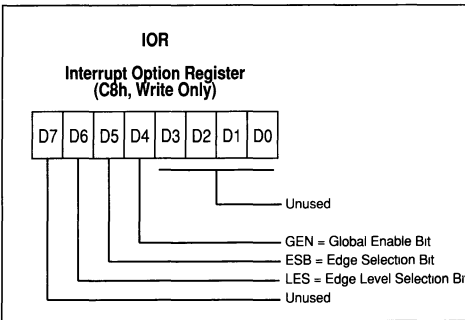 IOR
Interrupt Option Register
(C8h, Write Only)
D7 D6 D5 D4 D3 D2 D1 D0
Unused
GEN = Global Enable Bit
ESB = Edge Selection Bit
LES = Edge Level Selection Bi
Unused